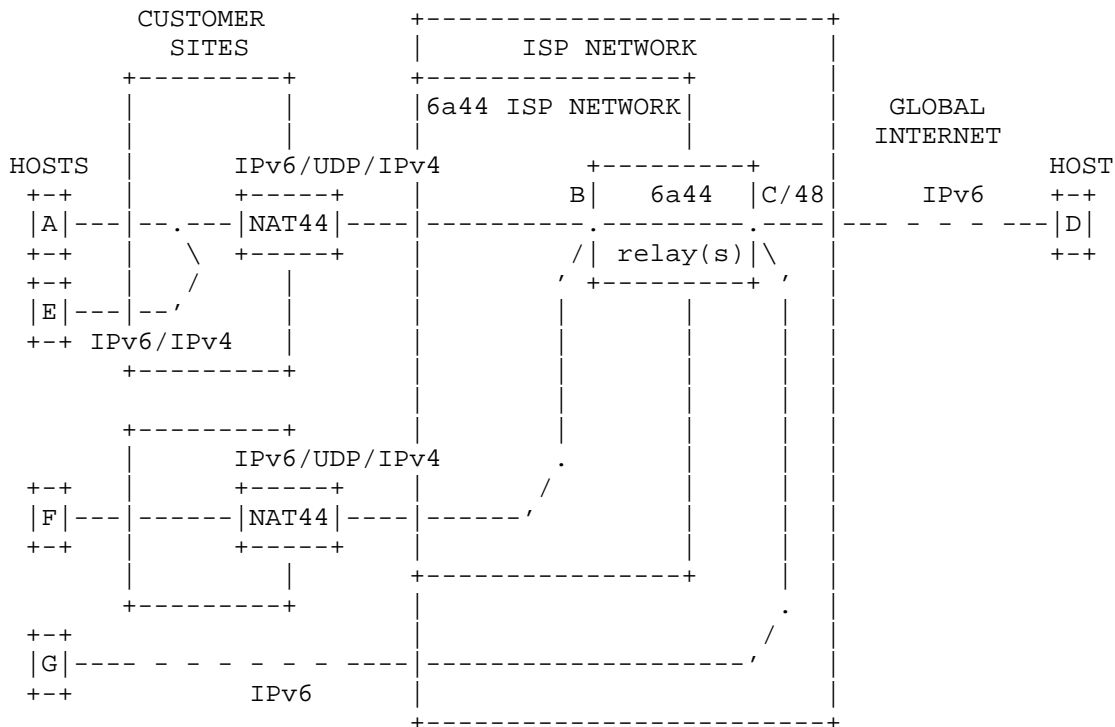 CUSTOMER
SITES
ISP NETWORK
6a44 ISP NETWORK
GLOBAL
INTERNET
HOSTS
IPv6/UDP/IPv4
HOST
B
6a44
C/48
IPv6
A
NAT44
D
relay(s)
E
IPv6/IPv4
IPv6/UDP/IPv4
F
NAT44
G
IPv6